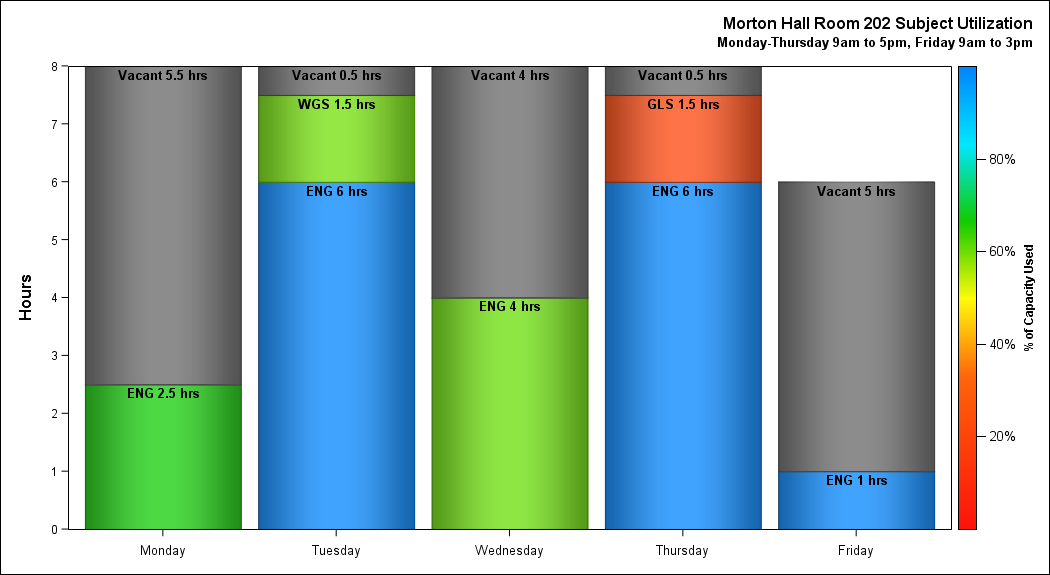 Morton Hall Room 202 Subject Utilization
Monday-Thursday 9am to 5pm, Friday 9am to 3pm
Hours
8
7
6
5
4
3
2
1
0
Vacant 5.5 hrs
ENG 2.5 hrs
Vacant 0.5 hrs
WGS 1.5 hrs
ENG 6 hrs
Vacant 4 hrs
ENG 4 hrs
Vacant 0.5 hrs
GLS 1.5 hrs
ENG 6 hrs
Vacant 5 hrs
ENG 1 hrs
Monday
Tuesday
Wednesday
Thursday
Friday
80%
60%
40%
20%
% of Capacity Used